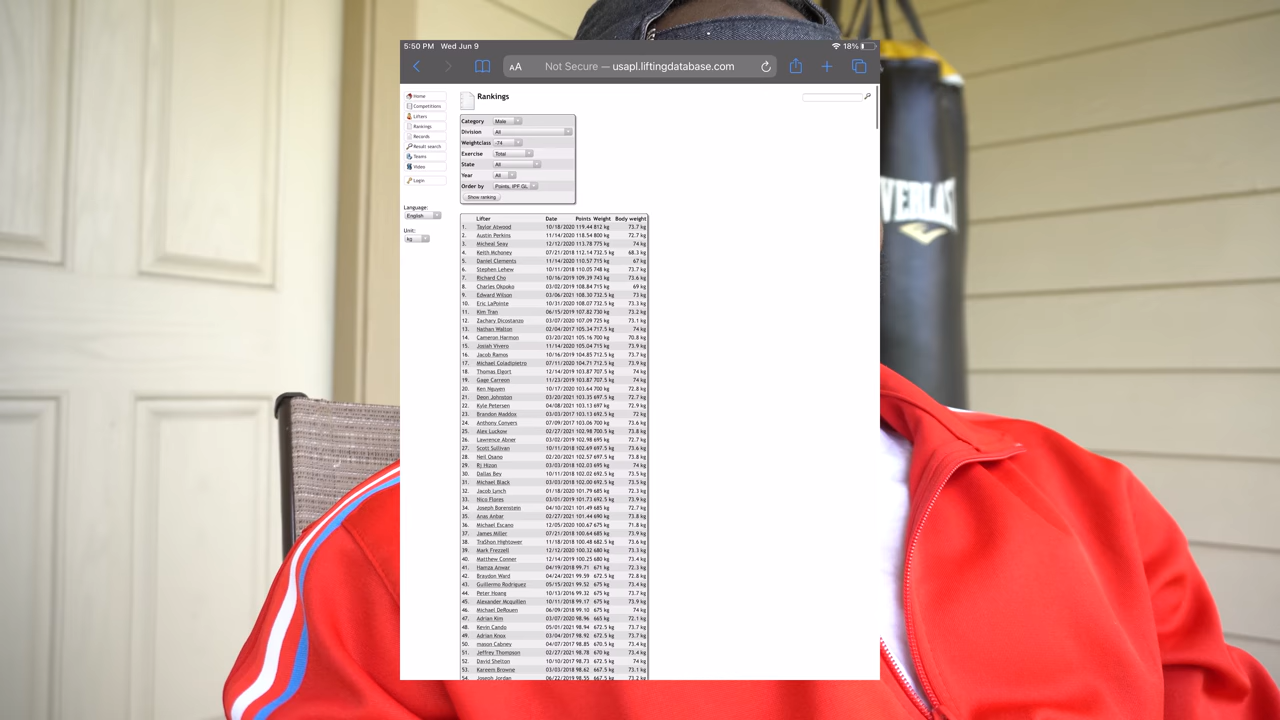 5:50 PM Wed Jun 9
18%
AA Not Secure — usapl.liftingdatabase.com
Home
Competitions
Lifters
Rankings
Records
Result search
Teams
Video
Login
Language:
English
Unit:
kg
Rankings
Category Male
Division All
Weightclass -74
Exercise Total
State All
Year All
Order by Points, IPF GL
Show ranking
Lifter Date Points Weight Body weight
1. Taylor Atwood 10/18/2020 119.44 812 kg 73.7 kg
2. Austin Perkins 11/14/2020 118.54 800 kg 72.7 kg
3. Micheal Seay 12/12/2020 113.78 775 kg 74 kg
4. Keith Mchoney 07/21/2018 112.14 732.5 kg 68.3 kg
5. Daniel Clements 11/14/2020 110.57 715 kg 67 kg
6. Stephen Lehew 10/11/2018 110.05 748 kg 73.7 kg
7. Richard Cho 10/16/2019 109.39 743 kg 73.6 kg
8. Charles Okpoko 03/02/2019 108.84 715 kg 69 kg
9. Edward Wilson 03/06/2021 108.30 732.5 kg 73 kg
10. Eric LaPointe 10/31/2020 108.07 732.5 kg 73.3 kg
11. Kim Tran 06/15/2019 107.82 730 kg 73.2 kg
12. Zachary Dicostanzo 03/07/2020 107.09 725 kg 73.1 kg
13. Nathan Walton 02/04/2017 105.34 717.5 kg 74 kg
14. Cameron Harmon 03/20/2021 105.16 700 kg 70.8 kg
15. Josiah Vivero 11/14/2020 105.04 715 kg 73.9 kg
16. Jacob Ramos 10/16/2019 104.85 712.5 kg 73.7 kg
17. Michael Coladipietro 07/11/2020 104.71 712.5 kg 73.9 kg
18. Thomas Elgort 12/14/2019 103.87 707.5 kg 74 kg
19. Gage Carreon 11/23/2019 103.87 707.5 kg 74 kg
20. Ken Nguyen 10/17/2020 103.64 700 kg 72.8 kg
21. Deon Johnston 03/20/2021 103.35 697.5 kg 72.7 kg
22. Kyle Petersen 04/08/2021 103.13 697 kg 72.9 kg
23. Brandon Maddox 03/03/2017 103.13 692.5 kg 72 kg
24. Anthony Conyers 07/09/2017 103.06 700 kg 73.6 kg
25. Alex Luckow 02/27/2021 102.98 700.5 kg 73.8 kg
26. Lawrence Abner 03/02/2019 102.98 695 kg 72.7 kg
27. Scott Sullivan 10/11/2018 102.69 697.5 kg 73.6 kg
28. Neil Osano 02/20/2021 102.57 697.5 kg 73.8 kg
29. Rj Hizon 03/03/2018 102.03 695 kg 74 kg
30. Dallas Rey 10/11/2018 102.02 692.5 kg 73.5 kg
31. Michael Black 03/03/2018 102.00 692.5 kg 73.5 kg
32. Jacob Lynch 01/18/2020 101.79 685 kg 72.3 kg
33. Nico Flores 03/01/2019 101.73 692.5 kg 73.9 kg
34. Joseph Borenstein 04/10/2021 101.49 685 kg 72.7 kg
35. Anas Anbar 02/27/2021 101.44 690 kg 73.8 kg
36. Michael Escano 12/05/2020 100.67 675 kg 71.8 kg
37. James Miller 07/21/2018 100.64 685 kg 73.9 kg
38. TraShon Hightower 11/18/2018 100.48 682.5 kg 73.6 kg
39. Mark Frezzell 12/12/2020 100.32 680 kg 73.3 kg
40. Matthew Conner 12/14/2019 100.25 680 kg 73.4 kg
41. Hamza Anwar 04/19/2018 99.71 671 kg 72.3 kg
42. Braydon Ward 04/24/2021 99.59 672.5 kg 72.8 kg
43. Guillermo Rodriquez 05/15/2021 99.52 675 kg 73.4 kg
44. Peter Hoang 10/13/2016 99.32 675 kg 73.7 kg
45. Alexander Mcquillen 10/11/2018 99.17 675 kg 73.9 kg
46. Michael DeRouen 06/09/2018 99.10 675 kg 74 kg
47. Adrian Kim 03/07/2020 98.96 665 kg 72.1 kg
48. Kevin Cando 05/01/2021 98.94 672.5 kg 73.7 kg
49. Adrian Knox 03/04/2017 98.92 672.5 kg 73.7 kg
50. mason Cabney 04/07/2017 98.85 670.5 kg 73.4 kg
51. Jeffrey Thompson 02/27/2021 98.78 670 kg 73.4 kg
52. David Shelton 10/10/2017 98.73 672.5 kg 74 kg
53. Kareem Browne 03/03/2018 98.62 667.5 kg 73.1 kg
54. Joseph Jordan 06/22/2019 98.55 667.5 kg
EVERLAST